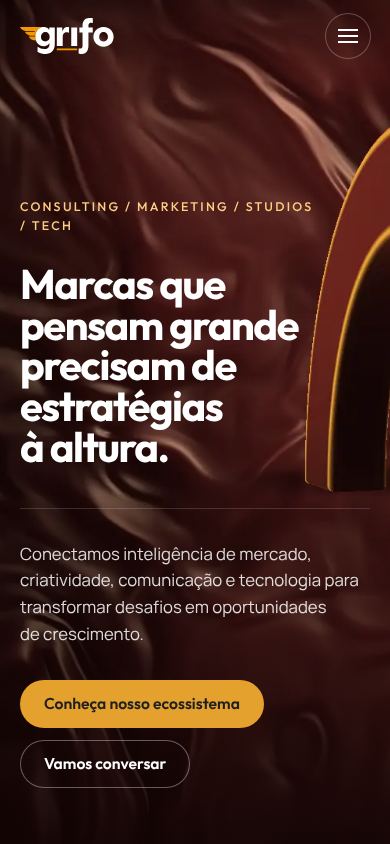 grifo
CONSULTING / MARKETING / STUDIOS
/ TECH
Marcas que
pensam grande
precisam de
estratégias
à altura.
Conectamos inteligência de mercado,
criatividade, comunicação e tecnologia para
transformar desafios em oportunidades
de crescimento.
Conheça nosso ecossistema
Vamos conversar